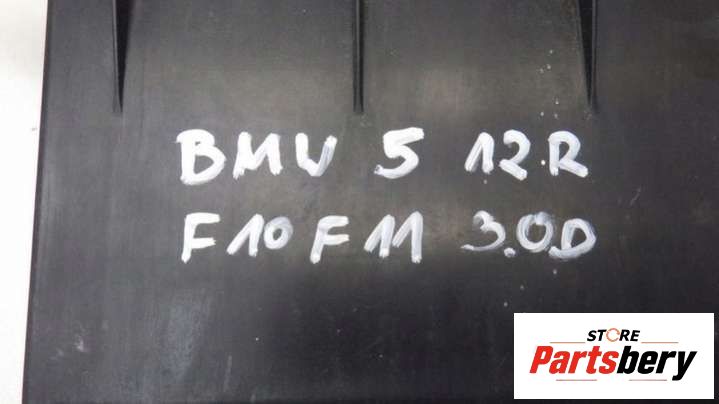 BMW 5 12R
F10 F11 3.0D
STORE
Partsbery